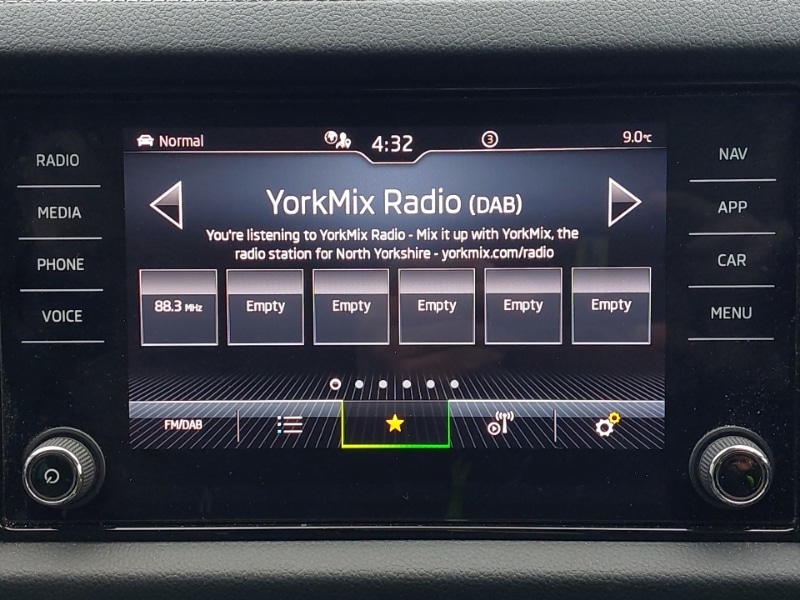 RADIO
MEDIA
PHONE
VOICE
Normal
4:32
3
9.0°C
YorkMix Radio (DAB)
You're listening to YorkMix Radio - Mix it up with YorkMix, the
radio station for North Yorkshire - yorkmix.com/radio
88.3 MHz
Empty
Empty
Empty
Empty
Empty
FM/DAB
NAV
APP
CAR
MENU